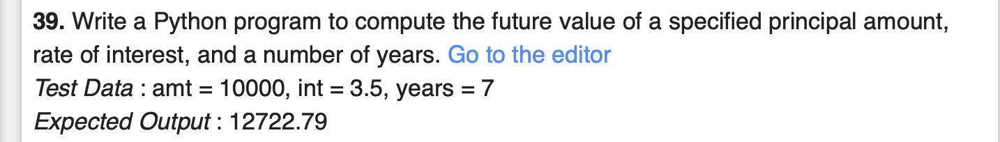 39. Write a Python program to compute the future value of a specified principal amount,
rate of interest, and a number of years. Go to the editor
Test Data : amt = 10000, int = 3.5, years = 7
Expected Output : 12722.79